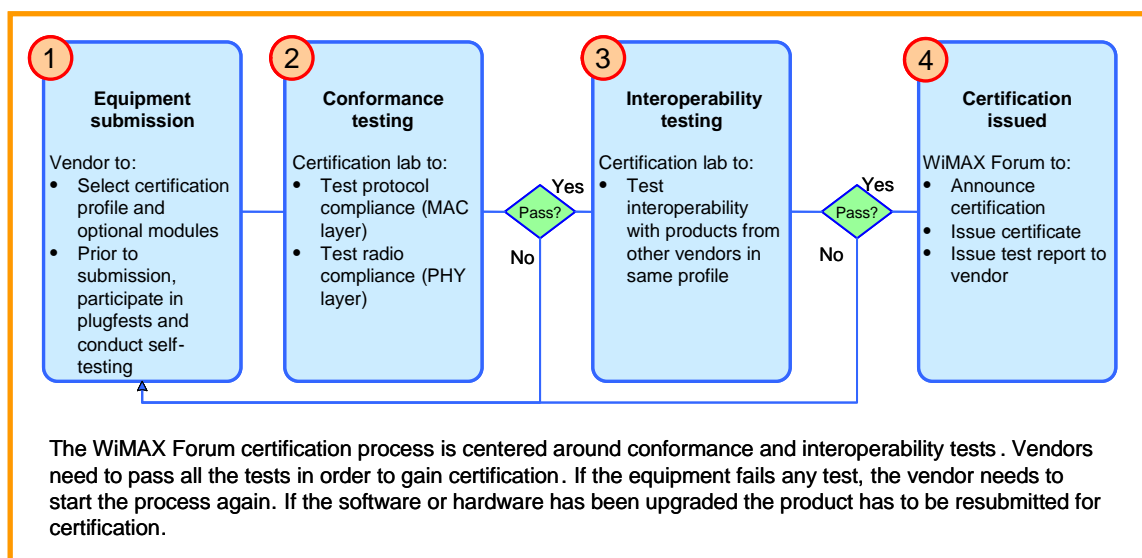 1
Equipment
submission
Vendor to:
• Select certification
profile and
optional modules
• Prior to
submission,
participate in
plugfests and
conduct self-
testing
2
Conformance
testing
Certification lab to:
• Test protocol
compliance (MAC
layer)
• Test radio
compliance (PHY
layer)
Pass?
Yes
No
3
Interoperability
testing
Certification lab to:
• Test
interoperability
with products from
other vendors in
same profile
Pass?
Yes
No
4
Certification
issued
WiMAX Forum to:
• Announce
certification
• Issue certificate
• Issue test report to
vendor
The WiMAX Forum certification process is centered around conformance and interoperability tests. Vendors
need to pass all the tests in order to gain certification. If the equipment fails any test, the vendor needs to
start the process again. If the software or hardware has been upgraded the product has to be resubmitted for
certification.